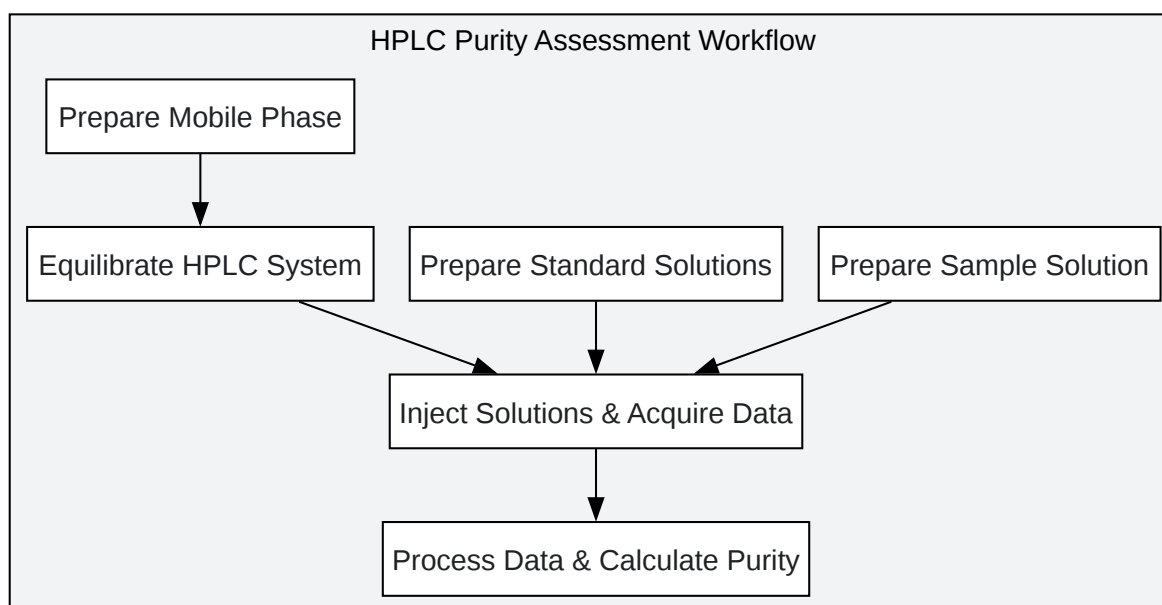 HPLC Purity Assessment Workflow
Prepare Mobile Phase
Equilibrate HPLC System
Prepare Standard Solutions
Prepare Sample Solution
Inject Solutions & Acquire Data
Process Data & Calculate Purity